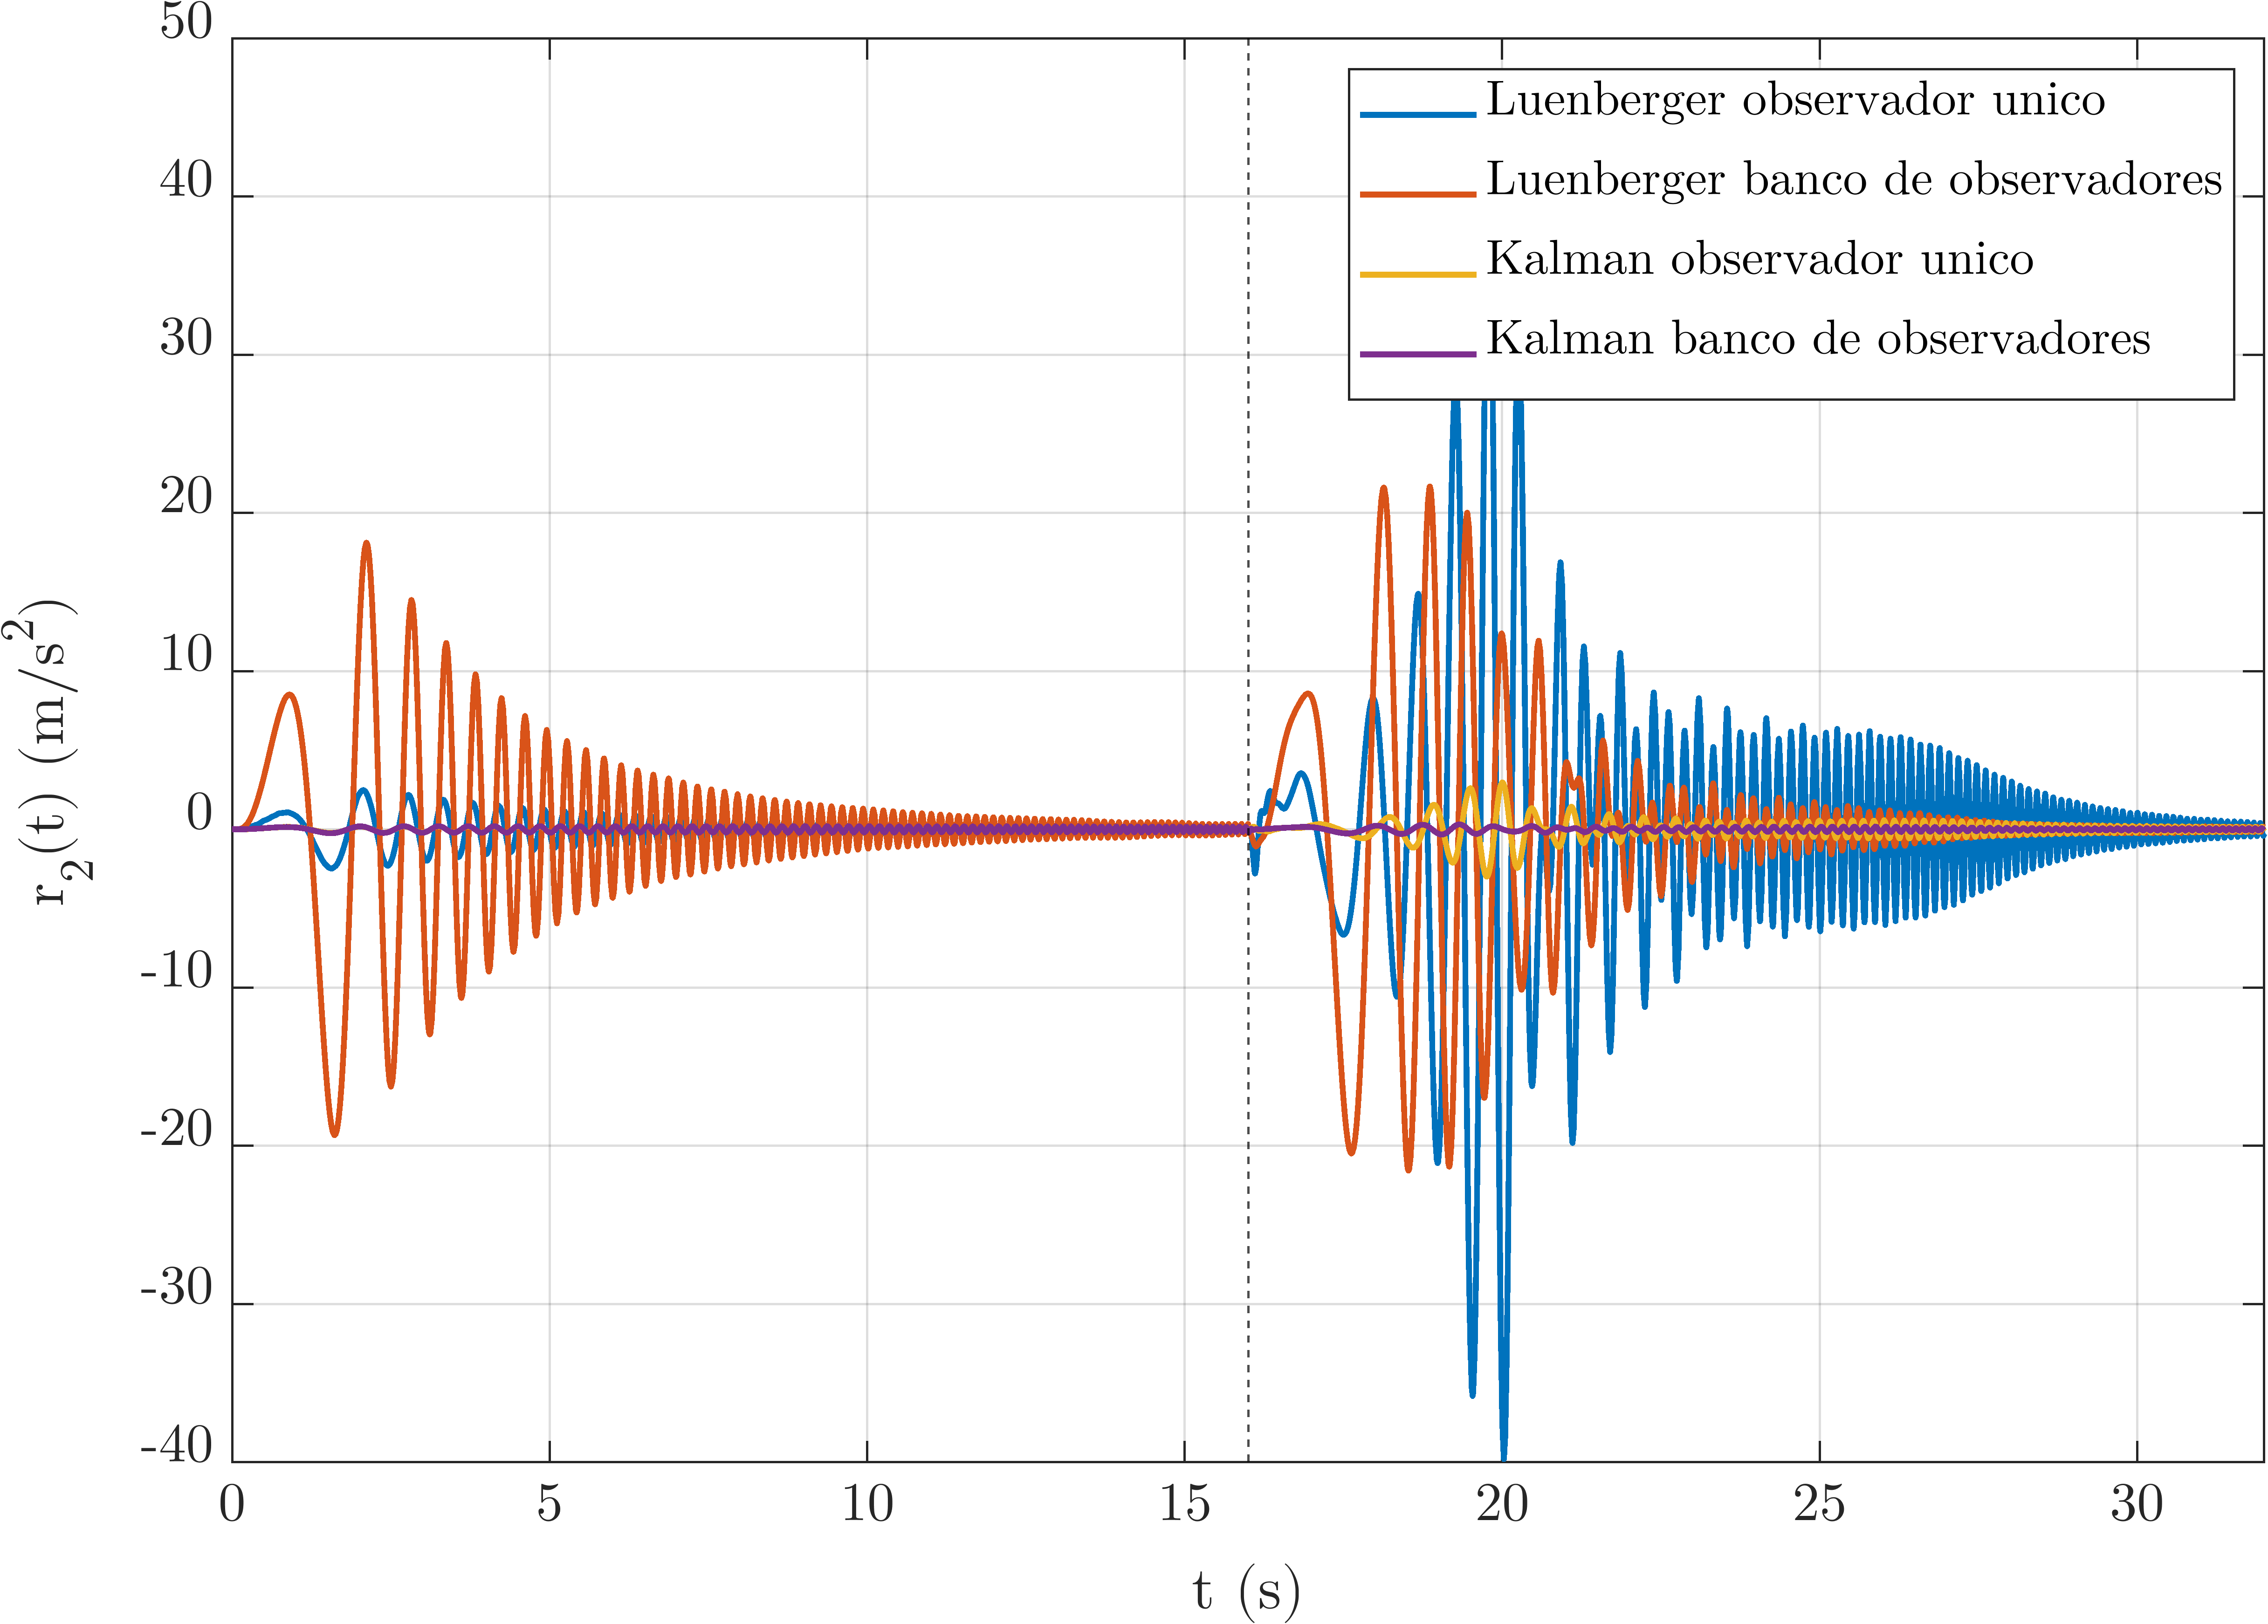 50
40
30
20
10
0
-10
-20
-30
-40
r2(t) (m/s2)
Luenberger observador unico
Luenberger banco de observadores
Kalman observador unico
Kalman banco de observadores
0 5 10 15 20 25 30
t (s)